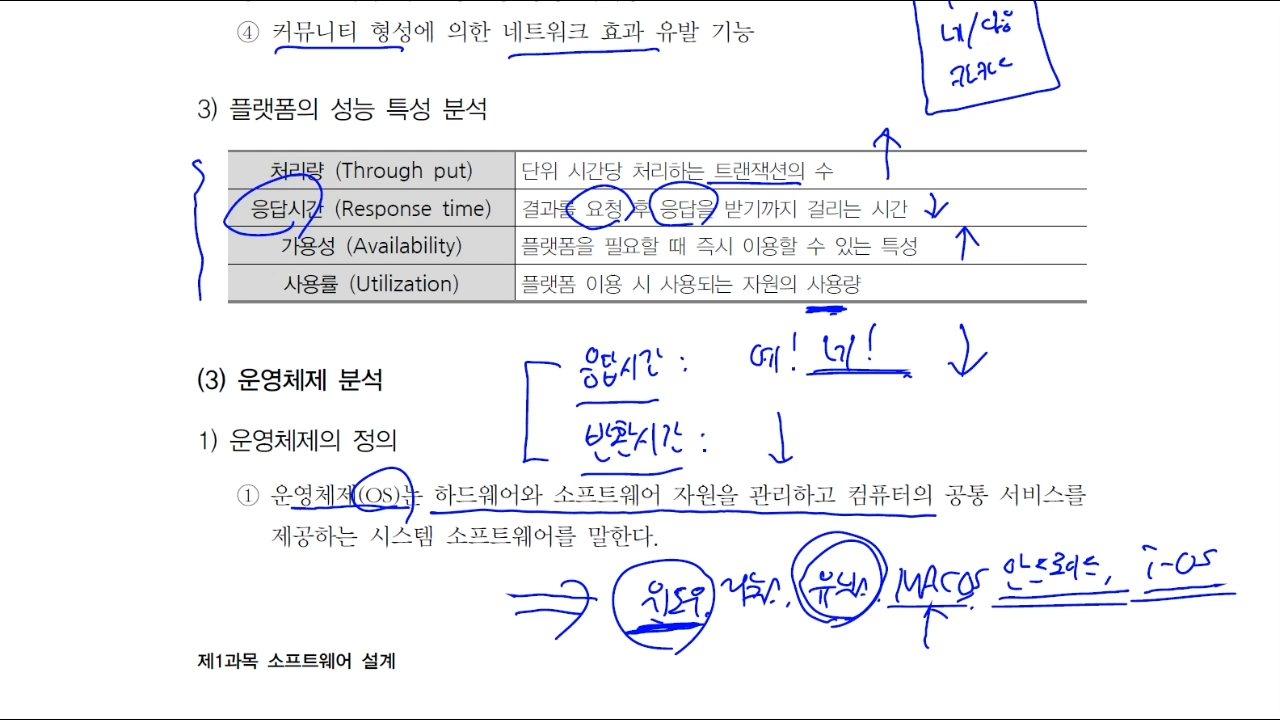 ④ 커뮤니티 형성에 의한 네트워크 효과 유발 기능
3) 플랫폼의 성능 특성 분석
처리량 (Through put) 단위 시간당 처리하는 트랜잭션의 수
응답시간 (Response time) 결과를 요청 후 응답을 받기까지 걸리는 시간
가용성 (Availability) 플랫폼을 필요할 때 즉시 이용할 수 있는 특성
사용률 (Utilization) 플랫폼 이용 시 사용되는 자원의 사용량
응답시간 : 예! 네!
(3) 운영체제 분석
반환시간 :
1) 운영체제의 정의
① 운영체제(OS)는 하드웨어와 소프트웨어 자원을 관리하고 컴퓨터의 공통 서비스를
제공하는 시스템 소프트웨어를 말한다.
윈도우, 리눅스, 유닉스, MAC OS, 안드로이드, i-OS
제1과목 소프트웨어 설계